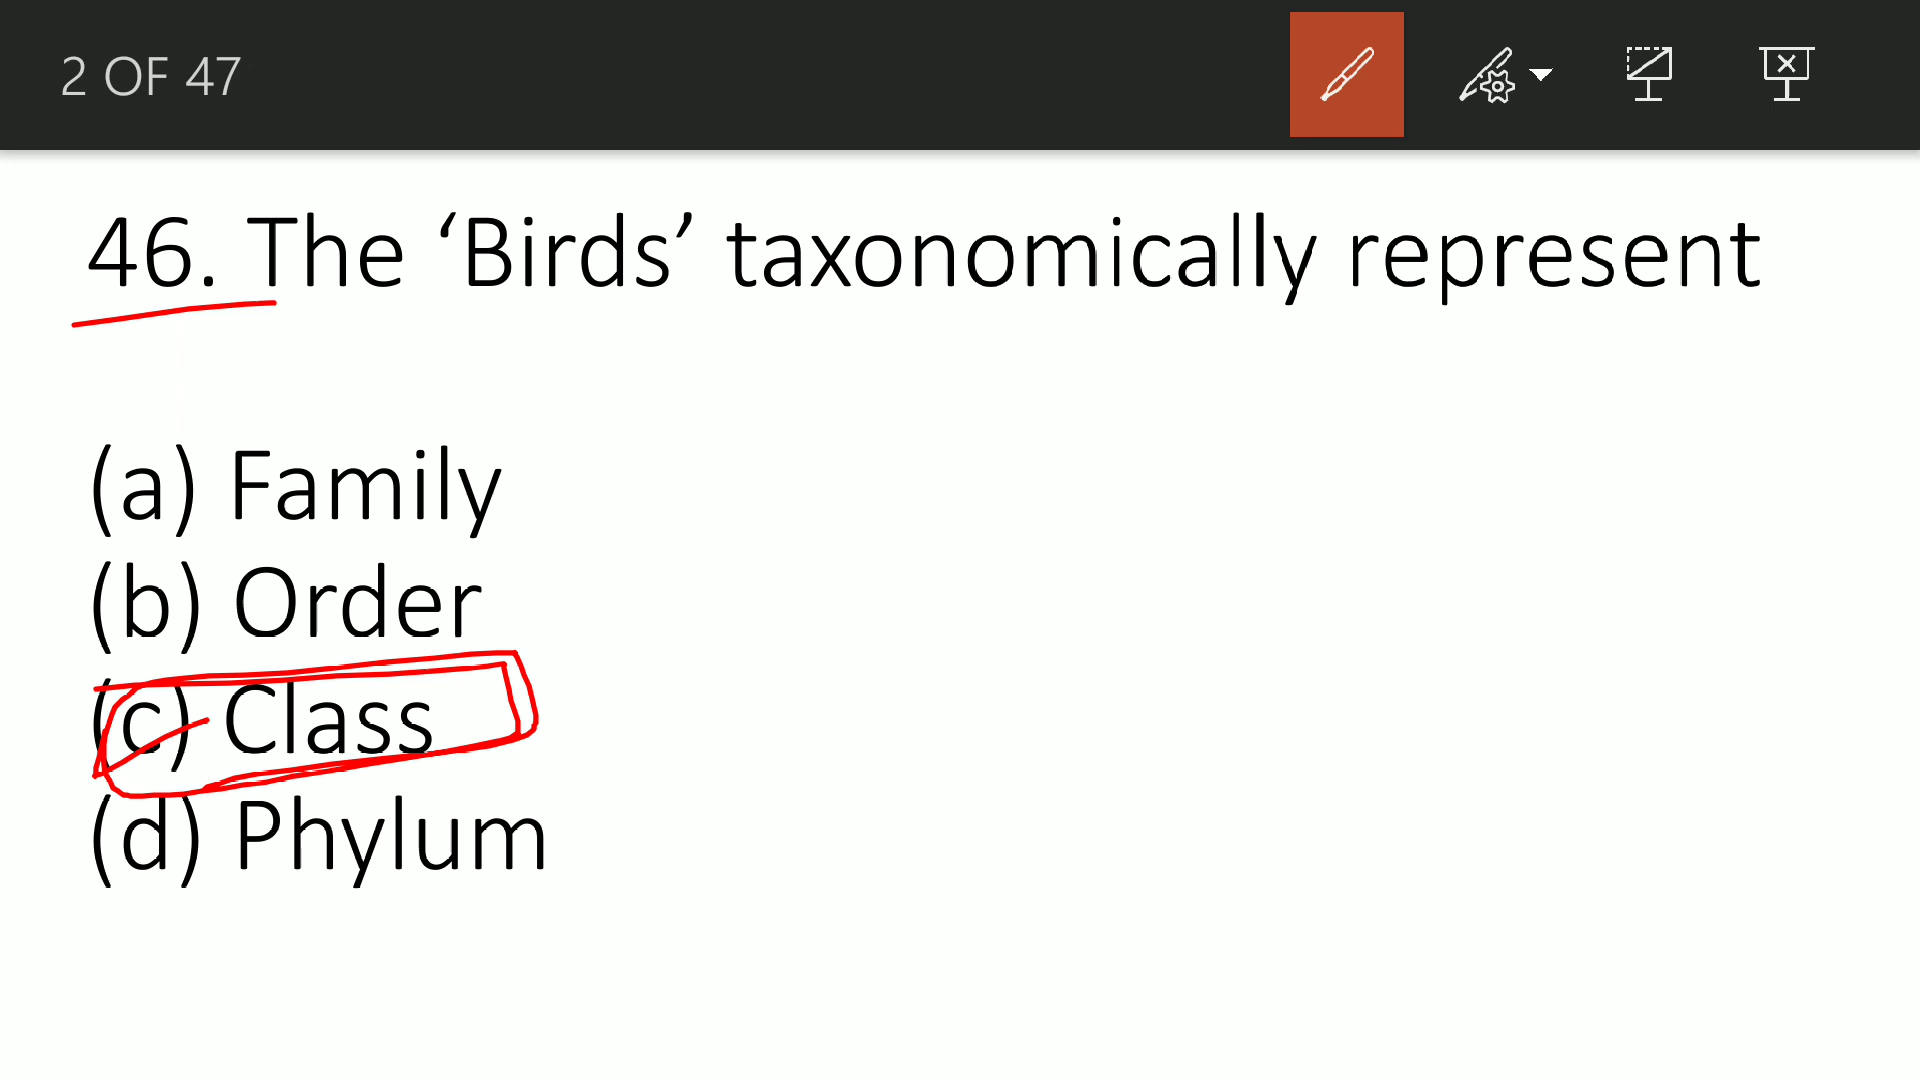 2 OF 47
46. The ‘Birds’ taxonomically represent
(a) Family
(b) Order
(c) Class
(d) Phylum